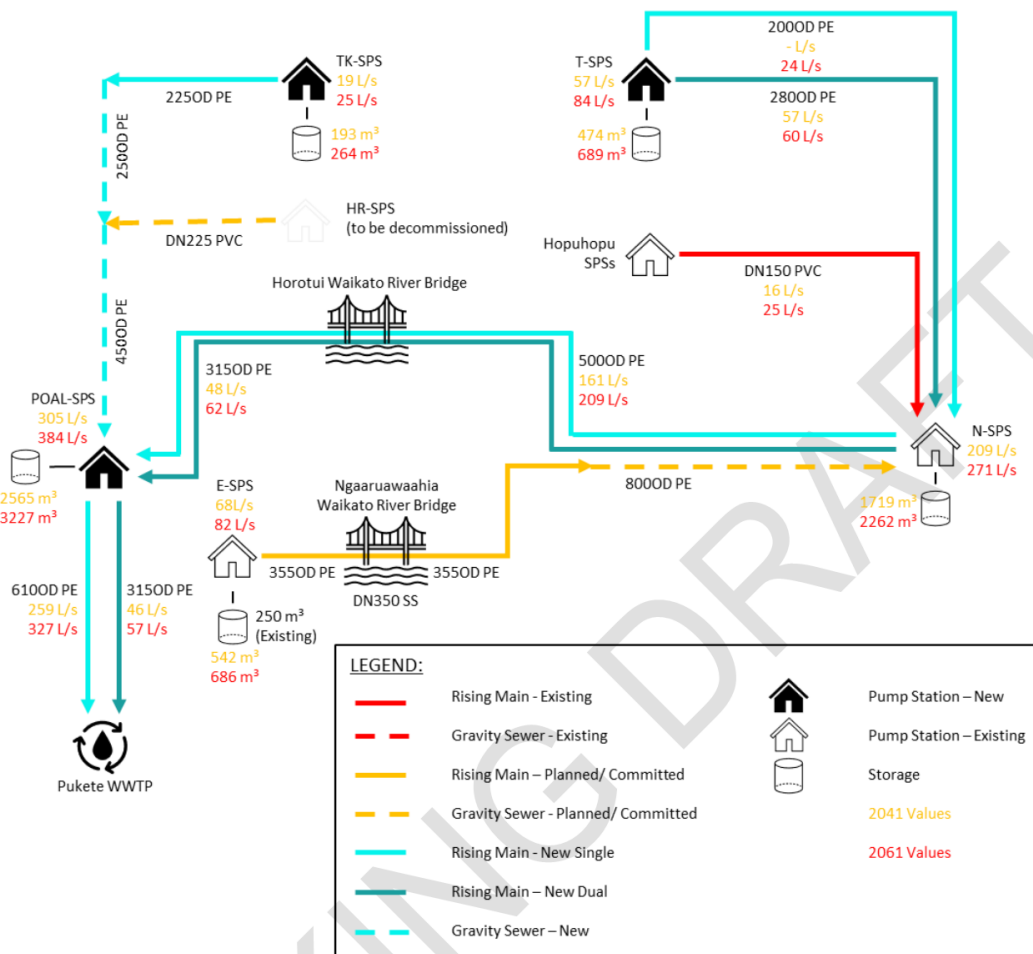 200OD PE
- L/s
24 L/s
TK-SPS
19 L/s
25 L/s
T-SPS
57 L/s
84 L/s
225OD PE
280OD PE
57 L/s
60 L/s
193 m³
264 m³
474 m³
689 m³
250OD PE
HR-SPS
(to be decommissioned)
DN225 PVC
Hopuhopu
SPSs
DN150 PVC
16 L/s
25 L/s
Horotui Waikato River Bridge
450OD PE
315OD PE
48 L/s
62 L/s
500OD PE
161 L/s
209 L/s
POAL-SPS
305 L/s
384 L/s
N-SPS
209 L/s
271 L/s
2565 m³
3227 m³
E-SPS
68L/s
82 L/s
Ngaaruawaahia
Waikato River Bridge
800OD PE
1719 m³
2262 m³
355OD PE
355OD PE
DN350 SS
610OD PE
259 L/s
327 L/s
315OD PE
46 L/s
57 L/s
250 m³
(Existing)
542 m³
686 m³
Pukete WWTP
LEGEND:
Rising Main - Existing
Gravity Sewer - Existing
Rising Main – Planned/ Committed
Gravity Sewer - Planned/ Committed
Rising Main - New Single
Rising Main – New Dual
Gravity Sewer – New
Pump Station – New
Pump Station – Existing
Storage
2041 Values
2061 Values
KING DRAFT